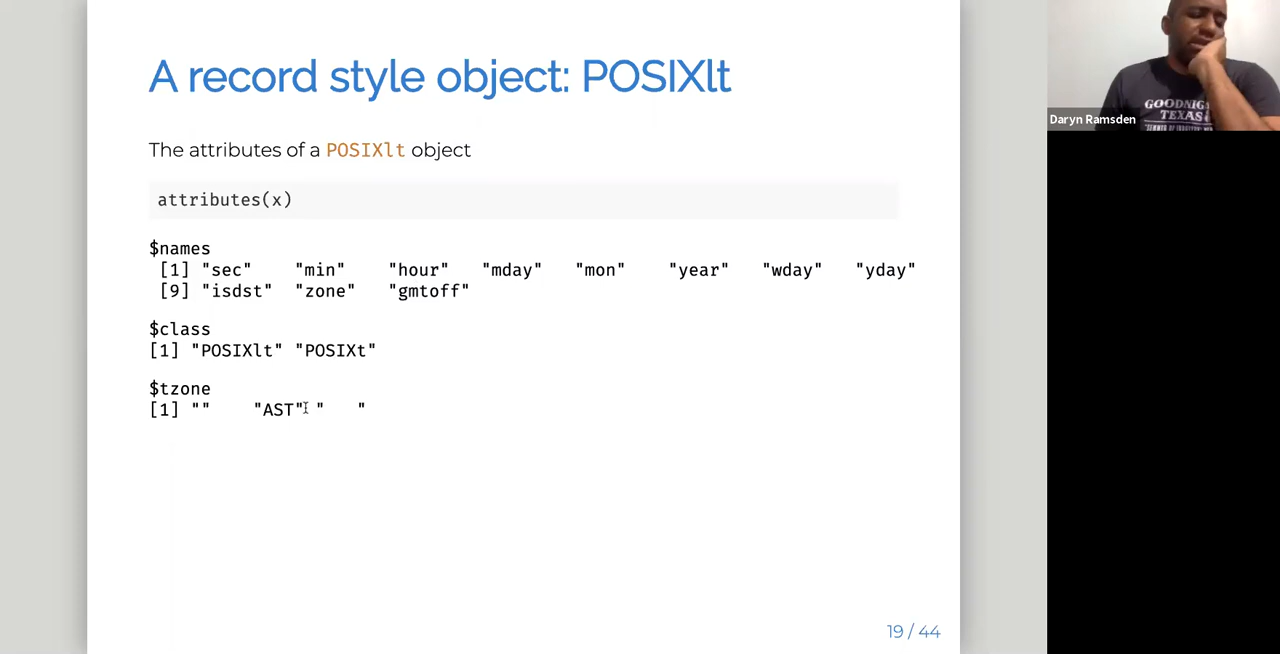 A record style object: POSIXlt
The attributes of a POSIXlt object
attributes(x)
$names
[1] "sec" "min" "hour" "mday" "mon" "year" "wday" "yday"
[9] "isdst" "zone" "gmtoff"
$class
[1] "POSIXlt" "POSIXt"
$tzone
[1] "" "AST" " "
19 / 44
GOODNIG
TEXAS
Daryn Ramsden